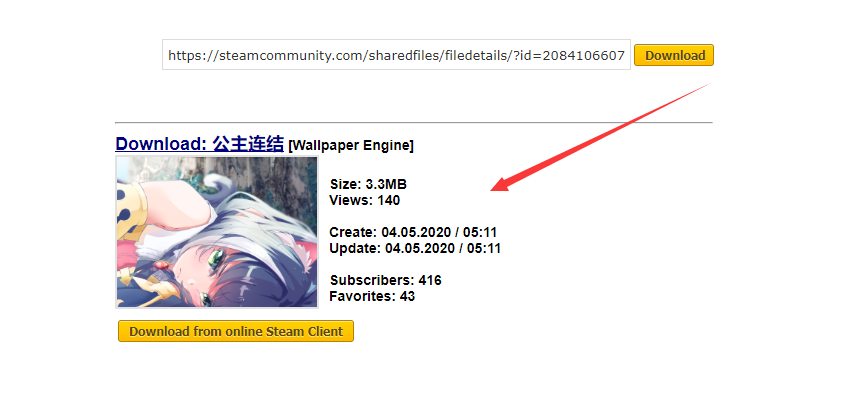 https://steamcommunity.com/sharedfiles/filedetails/?id=2084106607 Download
Download: 公主连结 [Wallpaper Engine]
Size: 3.3MB
Views: 140
Create: 04.05.2020 / 05:11
Update: 04.05.2020 / 05:11
Subscribers: 416
Favorites: 43
Download from online Steam Client